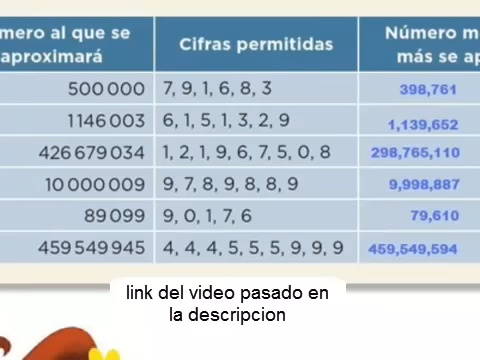 mero al que se aproximará Cifras permitidas Número m más se ap
500 000 7, 9, 1, 6, 8, 3 398,761
1 146 003 6, 1, 5, 1, 3, 2, 9 1,139,652
426 679 034 1, 2, 1, 9, 6, 7, 5, 0, 8 298,765,110
10 000 009 9, 7, 8, 9, 8, 8, 9 9,998,887
89 099 9, 0, 1, 7, 6 79,610
459 549 945 4, 4, 4, 5, 5, 5, 9, 9, 9 459,549,594
link del video pasado en
la descripcion